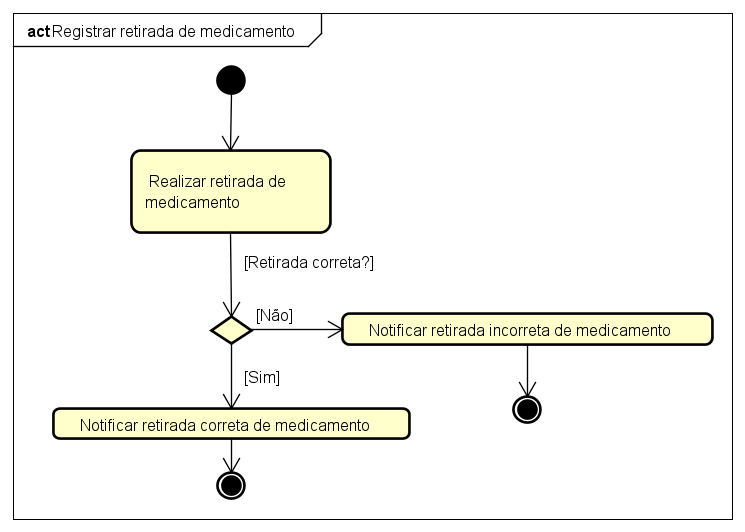 act Registrar retirada de medicamento
Realizar retirada de
medicamento
[Retirada correta?]
[Não]
Notificar retirada incorreta de medicamento
[Sim]
Notificar retirada correta de medicamento